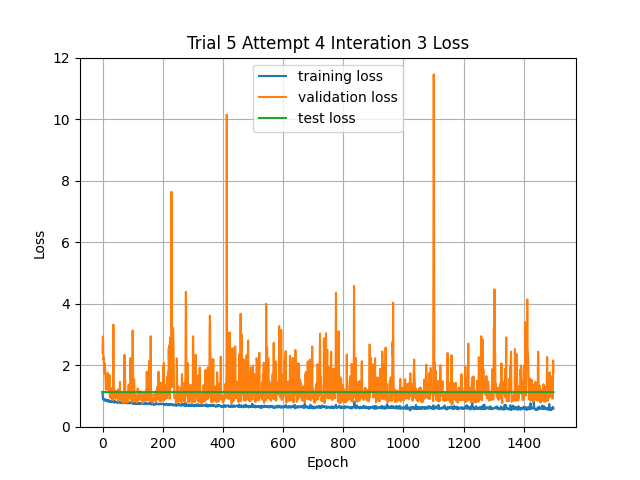 Trial 5 Attempt 4 Interation 3 Loss
training loss
validation loss
test loss
Loss
12
10
8
6
4
2
0
0 200 400 600 800 1000 1200 1400
Epoch